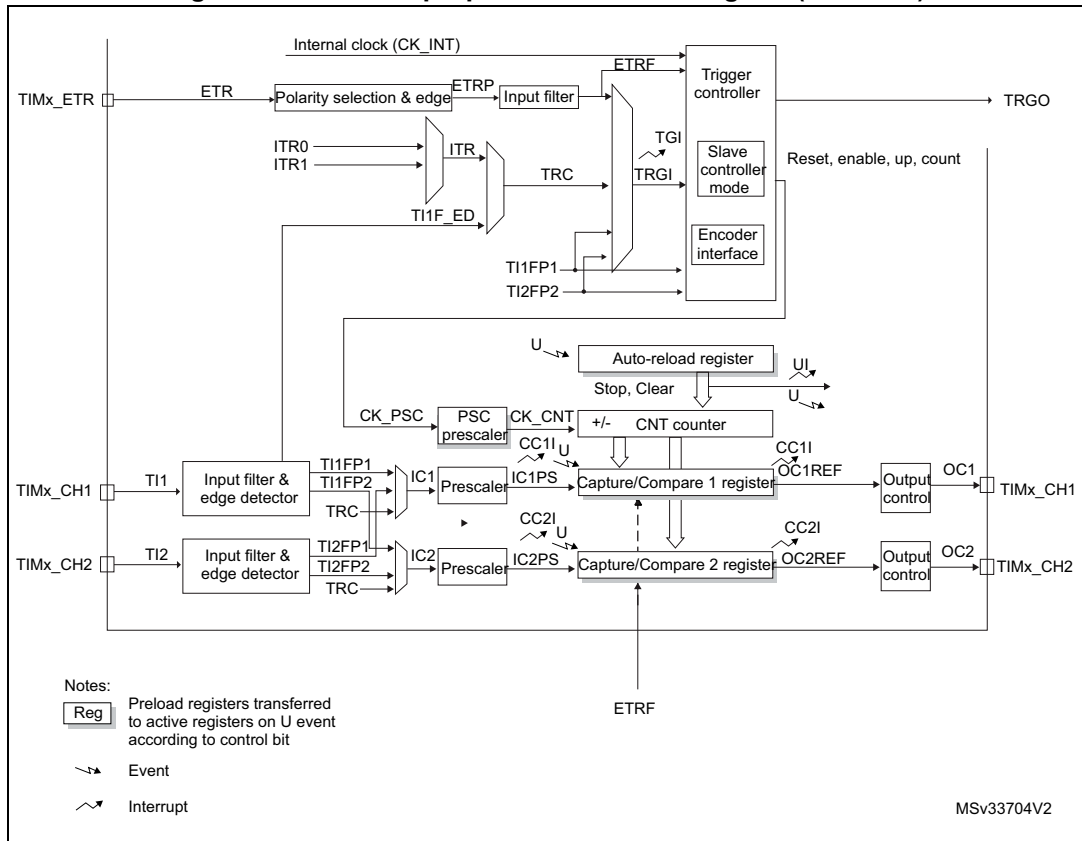 Internal clock (CK_INT)
ETRF
Trigger
controller
TIMx_ETR
ETR
Polarity selection & edge
ETRP
Input filter
TRGO
ITR0
ITR1
ITR
TRC
TGI
TRGI
Slave
controller
mode
Reset, enable, up, count
TI1F_ED
Encoder
interface
TI1FP1
TI2FP2
U
Auto-reload register
UI
U
Stop, Clear
CK_PSC
PSC
prescaler
CK_CNT
+/-
CNT counter
TIMx_CH1
TI1
Input filter &
edge detector
TI1FP1
TI1FP2
TRC
IC1
Prescaler
CC1I
IC1PS
U
Capture/Compare 1 register
CC1I
OC1REF
Output
control
OC1
TIMx_CH1
TIMx_CH2
TI2
Input filter &
edge detector
TI2FP1
TI2FP2
TRC
IC2
Prescaler
CC2I
IC2PS
U
Capture/Compare 2 register
CC2I
OC2REF
Output
control
OC2
TIMx_CH2
ETRF
Notes:
Reg
Preload registers transferred
to active registers on U event
according to control bit
Event
Interrupt
MSv33704V2